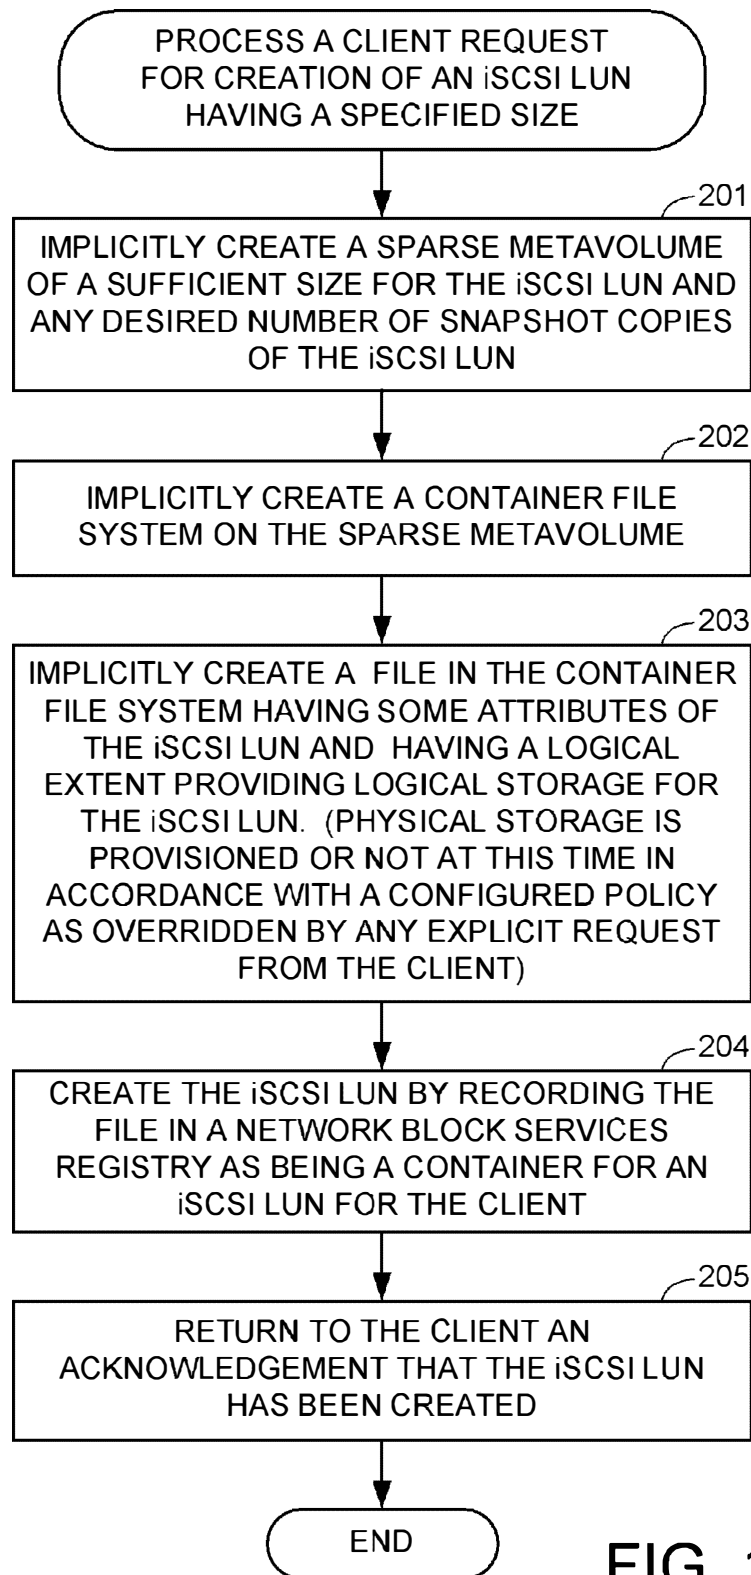 PROCESS A CLIENT REQUEST
FOR CREATION OF AN iSCSI LUN
HAVING A SPECIFIED SIZE
201
IMPLICITLY CREATE A SPARSE METAVOLUME
OF A SUFFICIENT SIZE FOR THE iSCSI LUN AND
ANY DESIRED NUMBER OF SNAPSHOT COPIES
OF THE iSCSI LUN
202
IMPLICITLY CREATE A CONTAINER FILE
SYSTEM ON THE SPARSE METAVOLUME
203
IMPLICITLY CREATE A FILE IN THE CONTAINER
FILE SYSTEM HAVING SOME ATTRIBUTES OF
THE iSCSI LUN AND HAVING A LOGICAL
EXTENT PROVIDING LOGICAL STORAGE FOR
THE iSCSI LUN. (PHYSICAL STORAGE IS
PROVISIONED OR NOT AT THIS TIME IN
ACCORDANCE WITH A CONFIGURED POLICY
AS OVERRIDDEN BY ANY EXPLICIT REQUEST
FROM THE CLIENT)
204
CREATE THE iSCSI LUN BY RECORDING THE
FILE IN A NETWORK BLOCK SERVICES
REGISTRY AS BEING A CONTAINER FOR AN
iSCSI LUN FOR THE CLIENT
205
RETURN TO THE CLIENT AN
ACKNOWLEDGEMENT THAT THE iSCSI LUN
HAS BEEN CREATED
END
FIG.